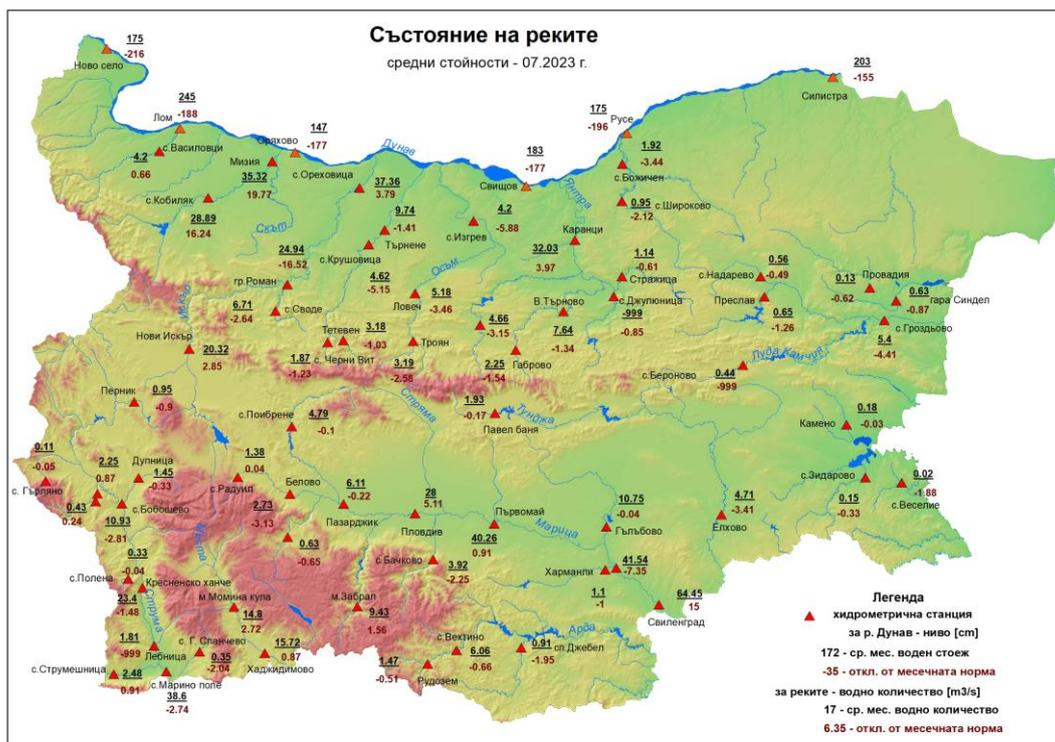 Състояние на реките
средни стойности - 07.2023 г.
175
-216
Ново село
203
-155
Силистра
245
-188
Лом
147
-177
Оряхово
Дунав
175
-196
Русе
183
-177
Свищов
Янтра
с.Василовци
4.2
0.66
Мизия
35.32
19.77
с.Ореховица
37.36
3.79
1.92
-3.44
с.Божичен
с.Кобиляк
28.89
16.24
Скът
9.74
-1.41
Търнене
4.2
-5.88
с.Изгрев
0.95
-2.12
с.Широково
Каранци
32.03
3.97
24.94
-16.52
гр.Роман
с.Крушовица
4.62
-5.15
Осъм
5.18
-3.46
Ловеч
1.14
-0.61
Стражица
с.Надарево
0.56
-0.49
Провадия
0.13
-0.62
0.63
-0.87
гара Синдел
Искър
6.71
-2.64
с.Своде
В.Търново
с.Джулюница
-999
-0.85
Преслав
0.65
-1.26
с.Гроздьово
5.4
-4.41
Нови Искър
20.32
2.85
Тетевен
3.18
-1.03
1.87
-1.23
с. Черни Вит
Троян
3.19
-2.58
4.66
-3.15
7.64
-1.34
Габрово
2.25
-1.54
Луда Камчия
с.Бероново
0.44
-999
Перник
0.95
-0.9
с.Поибрене
4.79
-0.1
Стряма
1.93
-0.17
Тунджа
Павел баня
Камено
0.18
-0.03
0.11
-0.05
с. Гърляно
2.25
0.87
Дупница
1.45
-0.33
1.38
0.04
с.Радуил
Белово
2.73
-3.13
6.11
-0.22
Пазарджик
28
5.11
Пловдив
Първомай
40.26
0.91
Марица
10.75
-0.04
Гълъбово
4.71
-3.41
Елхово
с.Зидарово
0.15
-0.33
0.02
-1.88
с.Веселие
0.43
0.24
с.Бобошево
10.93
-2.81
0.63
-0.65
с.Бачково
3.92
-2.25
Харманли
41.54
-7.35
1.1
-1
64.45
15
Свиленград
0.33
-0.04
с.Полена
Кресненско ханче
23.4
-1.48
Струма
Места
м.Момина кула
14.8
2.72
м.Забрал
9.43
1.56
1.81
-999
Лебница
с. Г. Спанчево
0.35
-2.04
15.72
0.87
Хаджидимово
с.Вехтино
6.06
-0.66
1.47
-0.51
Рудозем
Арда
0.91
-1.95
сп.Джебел
с.Струмешница
2.48
0.91
с.Марино поле
38.6
-2.74
Легенда
хидрометрична станция
за р. Дунав - ниво [cm]
172 - ср. мес. воден стоеж
-35 - откл. от месечната норма
за реките - водно количество [m3/s]
17 - ср. мес. водно количество
6.35 - откл. от месечната норма